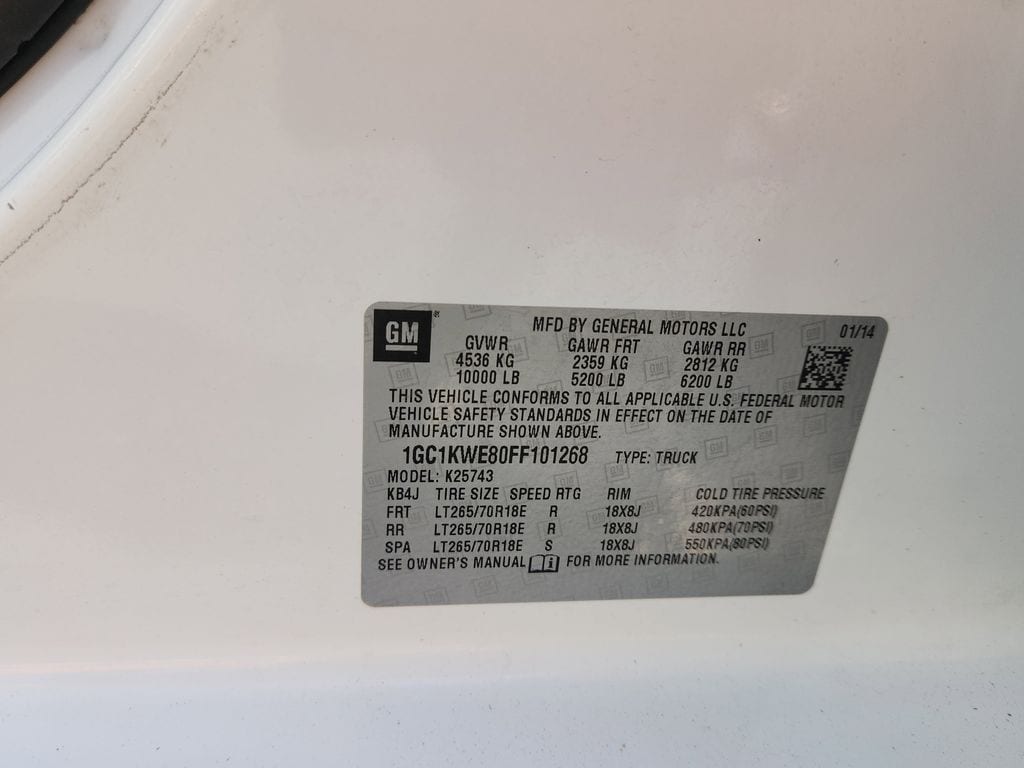 GM
MFD BY GENERAL MOTORS LLC 01/14
GVWR GAWR FRT GAWR RR
4536 KG 2359 KG 2812 KG
10000 LB 5200 LB 6200 LB
THIS VEHICLE CONFORMS TO ALL APPLICABLE U.S. FEDERAL MOTOR
VEHICLE SAFETY STANDARDS IN EFFECT ON THE DATE OF
MANUFACTURE SHOWN ABOVE.
1GC1KWE80FF101268 TYPE: TRUCK
MODEL: K25743
KB4J TIRE SIZE SPEED RTG RIM COLD TIRE PRESSURE
FRT LT265/70R18E R 18X8J 420KPA(60PSI)
RR LT265/70R18E R 18X8J 480KPA(70PSI)
SPA LT265/70R18E S 18X8J 550KPA(80PSI)
SEE OWNER'S MANUAL FOR MORE INFORMATION.